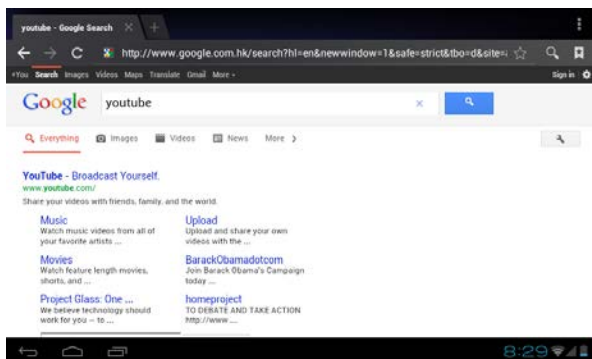 youtube - Google Search
http://www.google.com.hk/search?hl=en&newwindow=1&safe=strict&tbo=d&site=
+You Search Images Videos Maps Translate Gmail More Sign in
Google youtube
Everything Images Videos News More
YouTube - Broadcast Yourself.
www.youtube.com/
Share your videos with friends, family, and the world.
Music
Watch music videos from all of
your favorite artists ...
Upload
Upload and share your own
videos with the ...
Movies
Watch feature length movies,
shorts, and ...
BarackObamadotcom
Join Barack Obama's Campaign
today ...
Project Glass: One ...
We believe technology should
work for you — to ...
homeproject
TO DEBATE AND TAKE ACTION
http://www ....
8:29